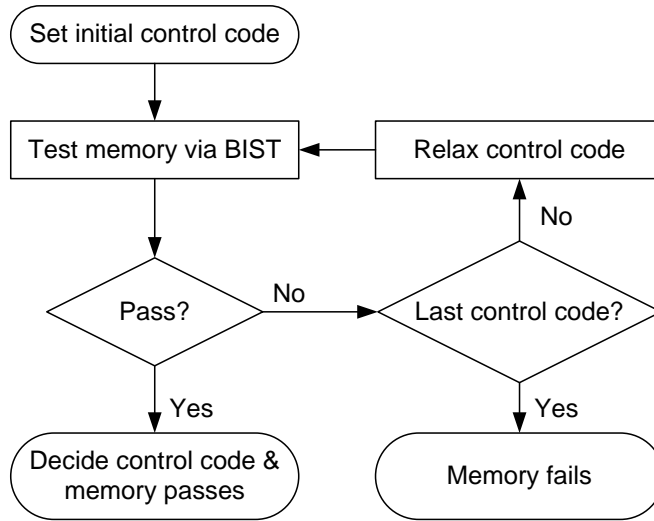 Set initial control code
Test memory via BIST
Relax control code
No
Pass?
No
Last control code?
Yes
Yes
Decide control code &
memory passes
Memory fails